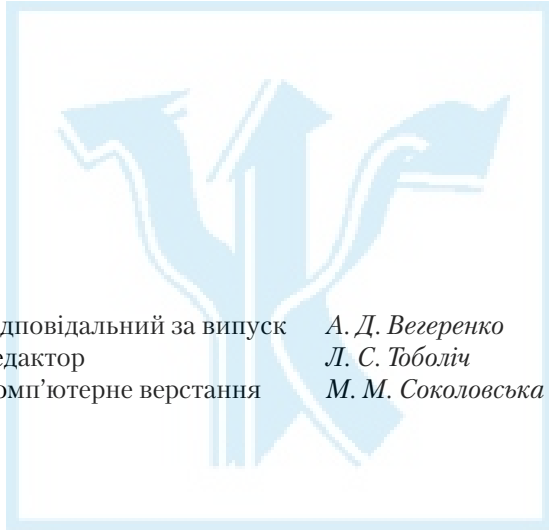 дповідальний за випуск А. Д. Вегеренко
едактор Л. С. Тоболіч
омп'ютерне верстання М. М. Соколовська